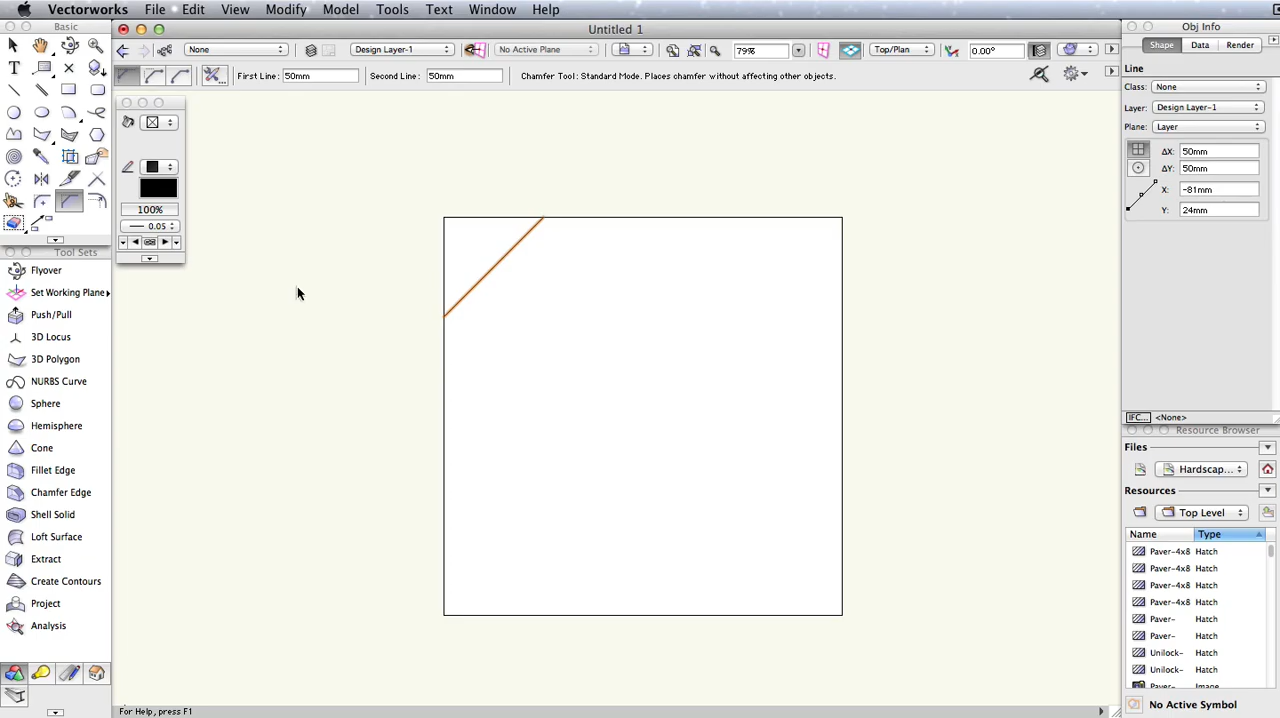 Vectorworks File Edit View Modify Model Tools Text Window Help
Basic
Untitled 1
Obj Info
None
Design Layer-1
No Active Plane
79%
Top/Plan
0.00°
Shape Data Render
First Line: 50mm Second Line: 50mm Chamfer Tool: Standard Mode. Places chamfer without affecting other objects.
Line
Class: None
Layer: Design Layer-1
Plane: Layer
ΔX: 50mm
ΔY: 50mm
X: -81mm
Y: 24mm
100%
0.05
Tool Sets
Flyover
Set Working Plane
Push/Pull
3D Locus
3D Polygon
NURBS Curve
Sphere
Hemisphere
Cone
Fillet Edge
Chamfer Edge
Shell Solid
Loft Surface
Extract
Create Contours
Project
Analysis
IFC... <None>
Resource Browser
Files
Hardscap...
Resources
Top Level
Name Type
Paver-4x8 Hatch
Paver-4x8 Hatch
Paver-4x8 Hatch
Paver-4x8 Hatch
Paver- Hatch
Paver- Hatch
Unilock- Hatch
Unilock- Hatch
Paver- Image
No Active Symbol
For Help, press F1